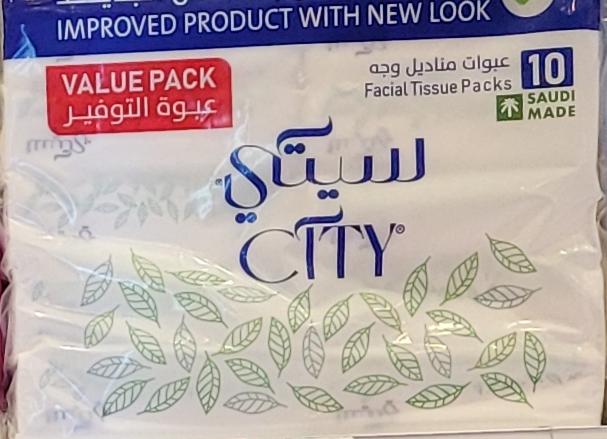 IMPROVED PRODUCT WITH NEW LOOK
VALUE PACK
عبوة التوفير
عبوات مناديل وجه
Facial Tissue Packs
10
SAUDI
MADE
سيتي
CITY®